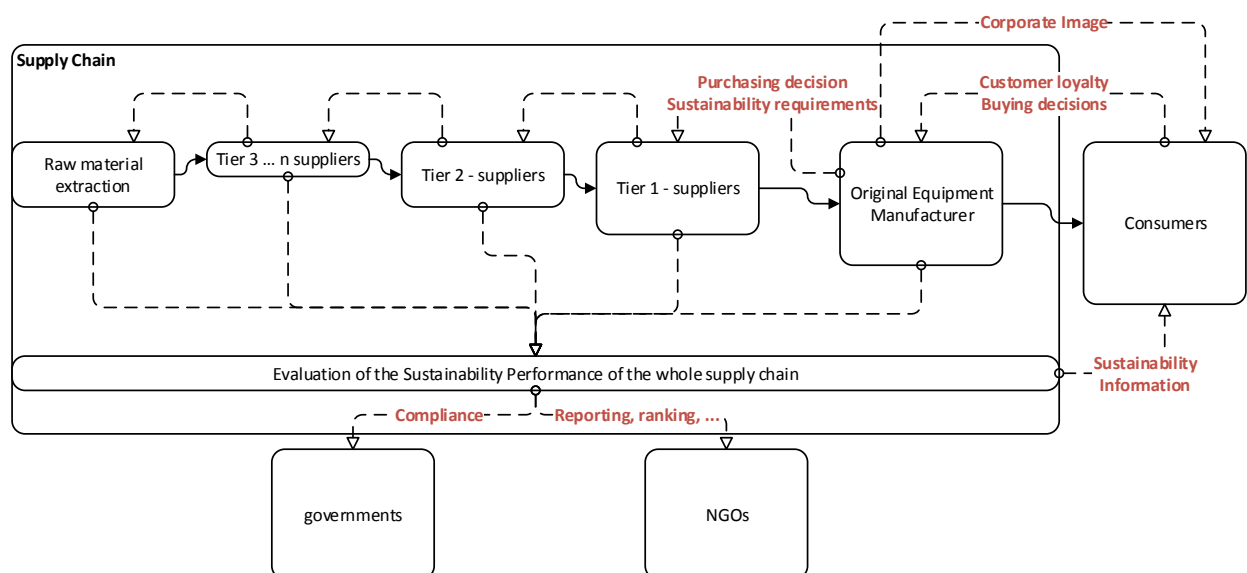 Corporate Image
Supply Chain
Purchasing decision
Sustainability requirements
Customer loyalty
Buying decisions
Raw material
extraction
Tier 3 ... n suppliers
Tier 2 - suppliers
Tier 1 - suppliers
Original Equipment
Manufacturer
Consumers
Evaluation of the Sustainability Performance of the whole supply chain
Sustainability
Information
Compliance
Reporting, ranking, ...
governments
NGOs